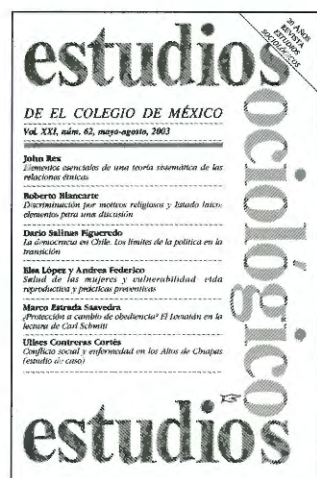 20 AÑOS
REVISTA
ESTUDIOS
SOCIOLÓGICOS
estudios
sociológicos
DE EL COLEGIO DE MÉXICO
Vol. XXI, núm. 62, mayo-agosto, 2003
John Rex
Elementos esenciales de una teoría sistemática de las
relaciones étnicas
Roberto Blancarte
Discriminación por motivos religiosos y Estado laico:
elementos para una discusión
Darío Salinas Figueredo
La democracia en Chile. Los límites de la política en la
transición
Elsa López y Andrea Federico
Salud de las mujeres y vulnerabilidad: vida
reproductiva y prácticas preventivas
Marco Estrada Saavedra
¿Protección a cambio de obediencia? El Leviatán en la
lectura de Carl Schmitt
Ulises Contreras Cortés
Conflicto social y enfermedad en los Altos de Chiapas
(estudio de caso)
estudios